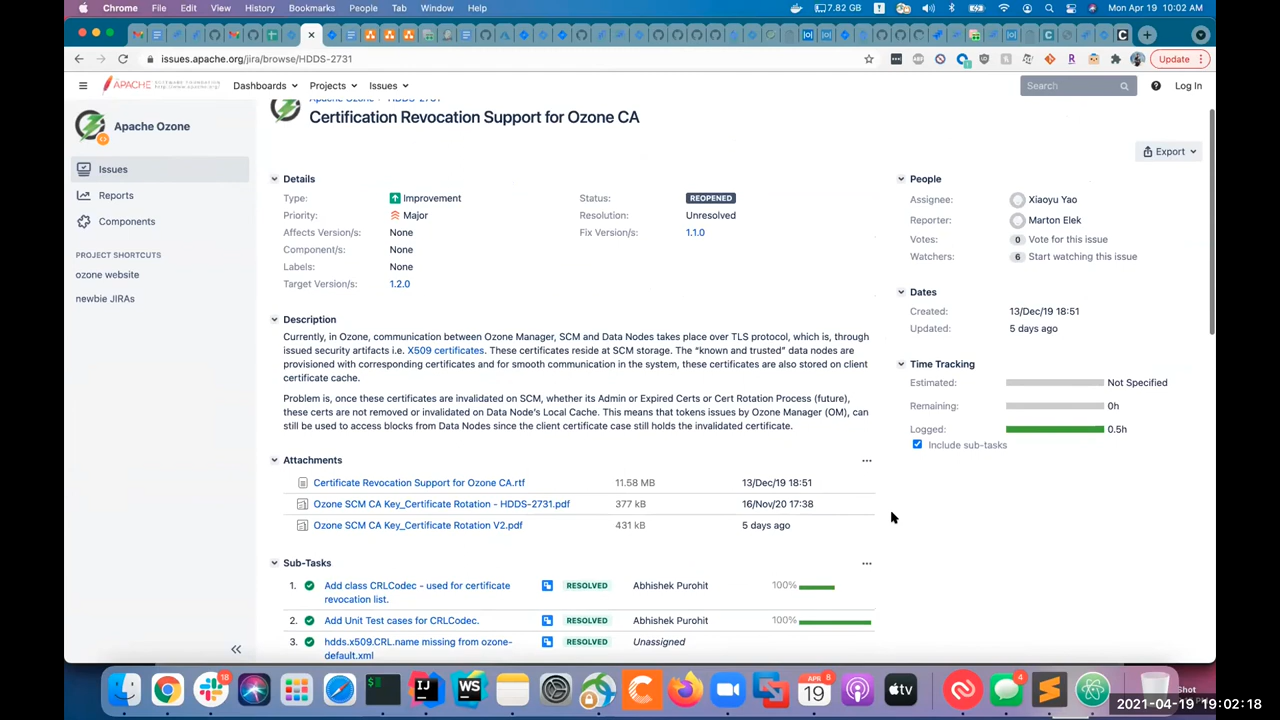 Chrome File Edit View History Bookmarks People Tab Window Help 7.82 GB Mon Apr 19 10:02 AM
issues.apache.org/jira/browse/HDDS-2731 Update
APACHE Dashboards Projects Issues Search Log In
Apache Ozone
Issues
Reports
Components
PROJECT SHORTCUTS
ozone website
newbie JIRAs
Certification Revocation Support for Ozone CA
Export
Details
Type: Improvement Status: REOPENED
Priority: Major Resolution: Unresolved
Affects Version/s: None Fix Version/s: 1.1.0
Component/s: None
Labels: None
Target Version/s: 1.2.0
Description
Currently, in Ozone, communication between Ozone Manager, SCM and Data Nodes takes place over TLS protocol, which is, through
issued security artifacts i.e. X509 certificates. These certificates reside at SCM storage. The “known and trusted” data nodes are
provisioned with corresponding certificates and for smooth communication in the system, these certificates are also stored on client
certificate cache.
Problem is, once these certificates are invalidated on SCM, whether its Admin or Expired Certs or Cert Rotation Process (future),
these certs are not removed or invalidated on Data Node's Local Cache. This means that tokens issues by Ozone Manager (OM), can
still be used to access blocks from Data Nodes since the client certificate case still holds the invalidated certificate.
Attachments
Certificate Revocation Support for Ozone CA.rtf 11.58 MB 13/Dec/19 18:51
Ozone SCM CA Key_Certificate Rotation - HDDS-2731.pdf 377 kB 16/Nov/20 17:38
Ozone SCM CA Key_Certificate Rotation V2.pdf 431 kB 5 days ago
Sub-Tasks
1. Add class CRLCodec - used for certificate
revocation list. RESOLVED Abhishek Purohit 100%
2. Add Unit Test cases for CRLCodec. RESOLVED Abhishek Purohit 100%
3. hdds.x509.CRL.name missing from ozone-
default.xml RESOLVED Unassigned
People
Assignee: Xiaoyu Yao
Reporter: Marton Elek
Votes: 0 Vote for this issue
Watchers: 6 Start watching this issue
Dates
Created: 13/Dec/19 18:51
Updated: 5 days ago
Time Tracking
Estimated: Not Specified
Remaining: 0h
Logged: 0.5h
Include sub-tasks
18 APR 8 19 tv 4
2021-04-19 19:02:18